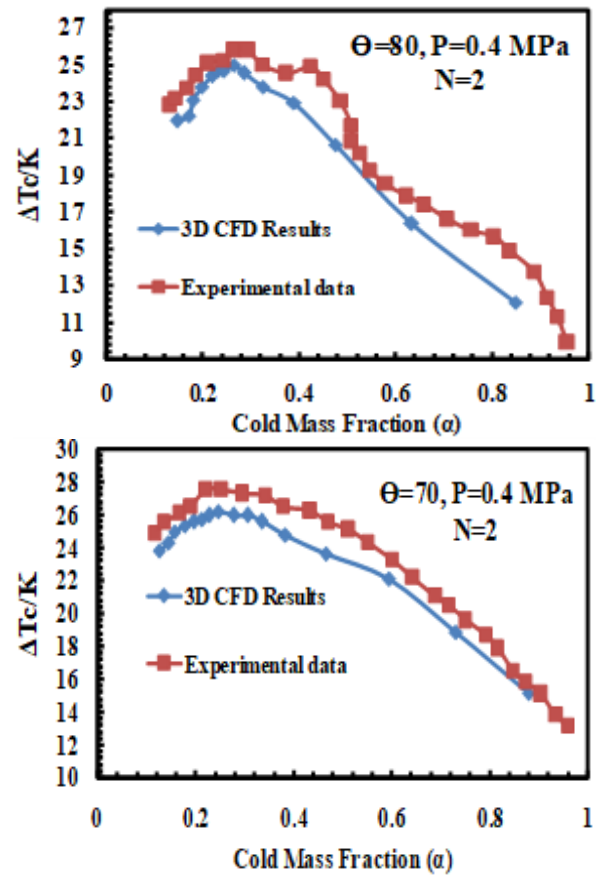 27
25
23
21
19
17
15
13
11
9
ΔTc/K
Ө=80, P=0.4 MPa
N=2
3D CFD Results
Experimental data
0 0.2 0.4 0.6 0.8 1
Cold Mass Fraction (α)
30
28
26
24
22
20
18
16
14
12
10
ΔTc/K
Ө=70, P=0.4 MPa
N=2
3D CFD Results
Experimental data
0 0.2 0.4 0.6 0.8 1
Cold Mass Fraction (α)